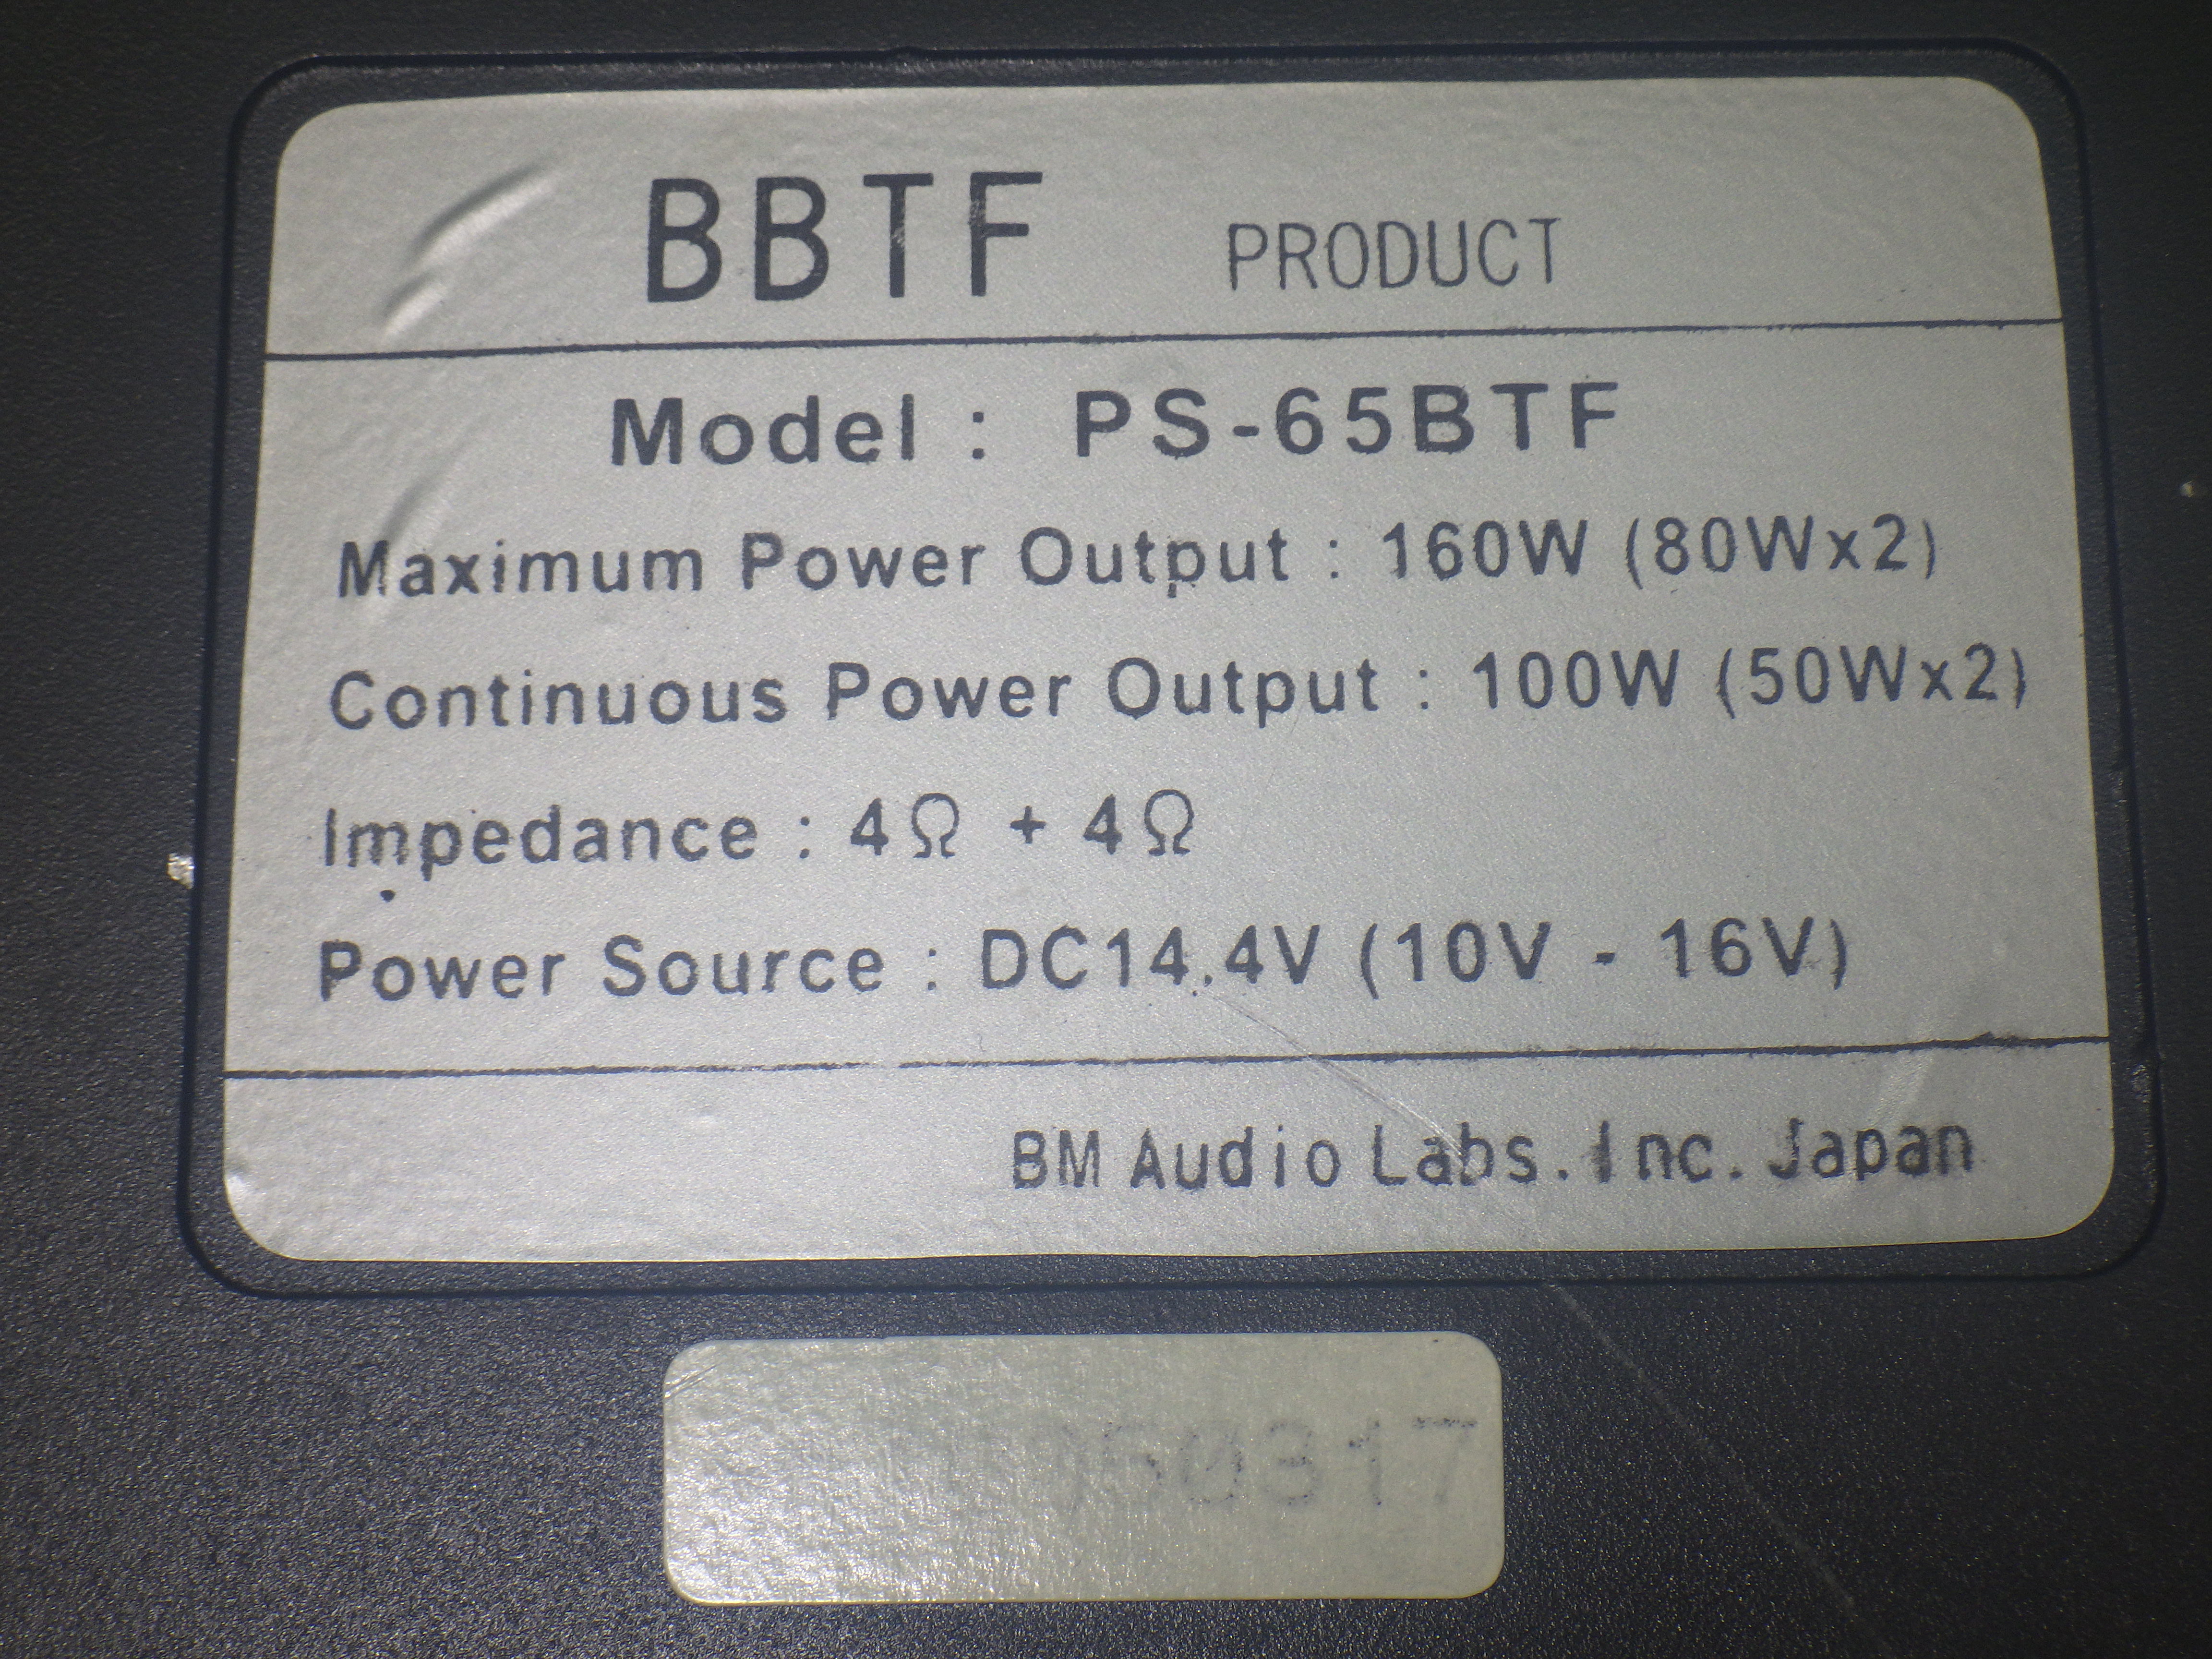 BBTF PRODUCT
Model : PS-65BTF
Maximum Power Output : 160W (80Wx2)
Continuous Power Output : 100W (50Wx2)
Impedance : 4Ω + 4Ω
Power Source : DC14.4V (10V - 16V)
BM Audio Labs. Inc. Japan